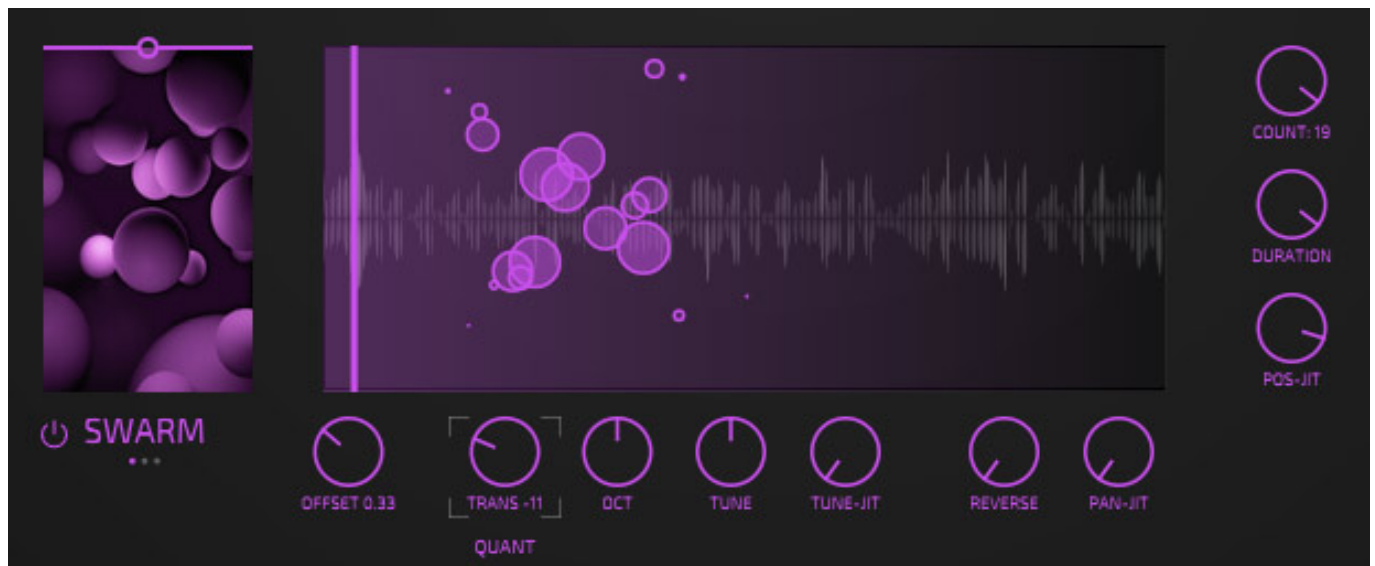 COUNT: 19
DURATION
POS-JIT
SWARM
OFFSET 0.33
TRANS -11
OCT
TUNE
TUNE-JIT
REVERSE
PAN-JIT
QUANT